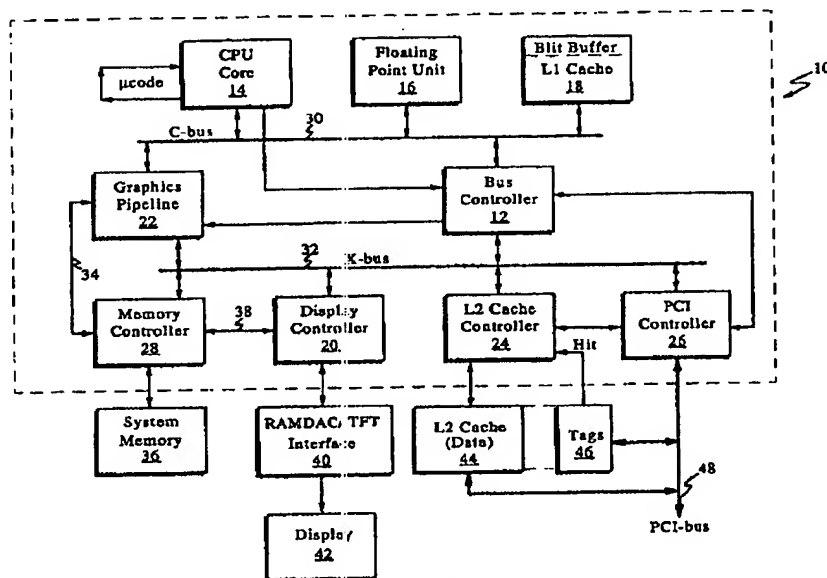 CPU
Core
14
μcode
Floating
Point Unit
16
Blit Buffer
L1 Cache
18
10
C-bus
30
Graphics
Pipeline
22
Bus
Controller
12
34
32
K-bus
Memory
Controller
28
38
Display
Controller
20
L2 Cache
Controller
24
Hit
PCI
Controller
26
System
Memory
36
RAMDAC/TFT
Interface
40
L2 Cache
(Data)
44
Tags
46
48
PCI-bus
Display
42